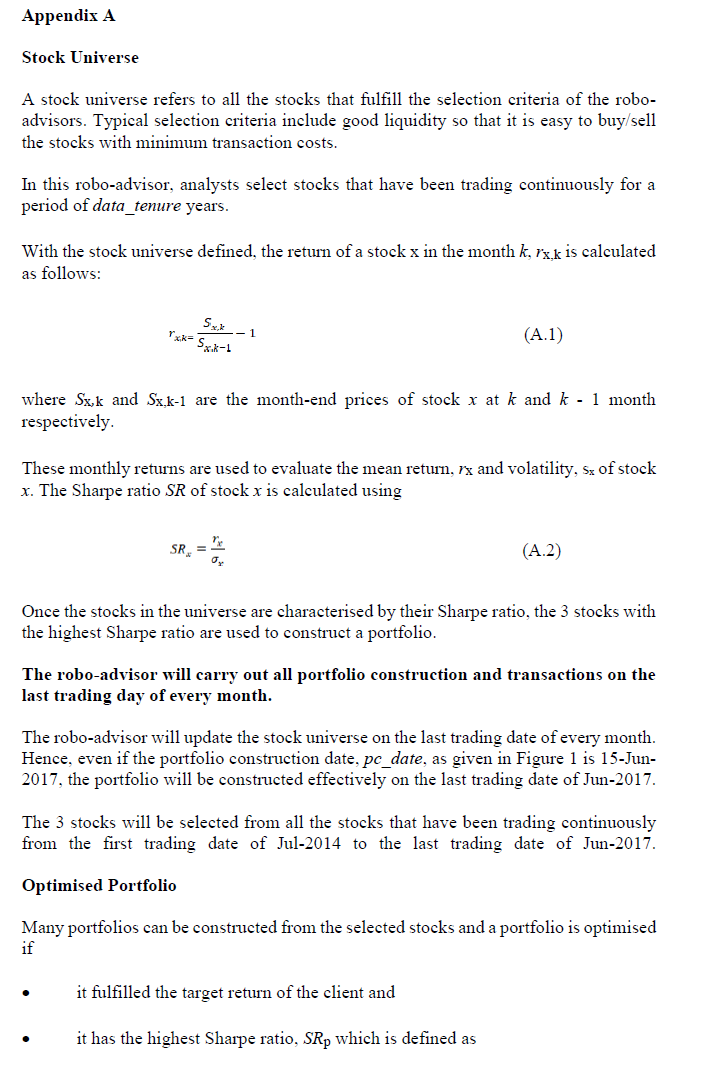 Appendix A
Stock Universe
A stock universe refers to all the stocks that fulfill the selection criteria of the robo-
advisors. Typical selection criteria include good liquidity so that it is easy to buy/sell
the stocks with minimum transaction costs.
In this robo-advisor, analysts select stocks that have been trading continuously for a
period of data_tenure years.
With the stock universe defined, the return of a stock x in the month k, rx,k is calculated
as follows:
rx,k= Sx,k / Sx,k−1 − 1 (A.1)
where Sx,k and Sx,k-1 are the month-end prices of stock x at k and k - 1 month
respectively.
These monthly returns are used to evaluate the mean return, rx and volatility, sx of stock
x. The Sharpe ratio SR of stock x is calculated using
SRx = rx / σx (A.2)
Once the stocks in the universe are characterised by their Sharpe ratio, the 3 stocks with
the highest Sharpe ratio are used to construct a portfolio.
The robo-advisor will carry out all portfolio construction and transactions on the
last trading day of every month.
The robo-advisor will update the stock universe on the last trading date of every month.
Hence, even if the portfolio construction date, pc_date, as given in Figure 1 is 15-Jun-
2017, the portfolio will be constructed effectively on the last trading date of Jun-2017.
The 3 stocks will be selected from all the stocks that have been trading continuously
from the first trading date of Jul-2014 to the last trading date of Jun-2017.
Optimised Portfolio
Many portfolios can be constructed from the selected stocks and a portfolio is optimised
if
• it fulfilled the target return of the client and
• it has the highest Sharpe ratio, SRp which is defined as